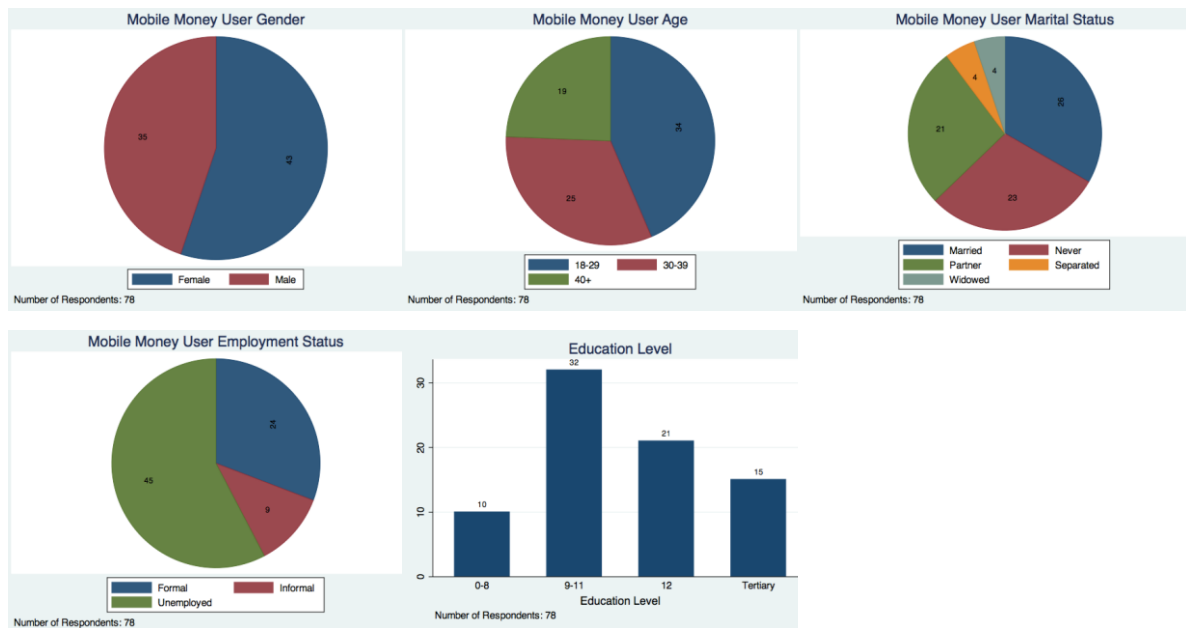 Mobile Money User Gender
35
43
Female Male
Number of Respondents: 78
Mobile Money User Age
19
34
25
18-29 30-39
40+
Number of Respondents: 78
Mobile Money User Marital Status
4
4
26
21
23
Married Never
Partner Separated
Widowed
Number of Respondents: 78
Mobile Money User Employment Status
24
45
9
Formal Informal
Unemployed
Number of Respondents: 78
Education Level
32
30
21
20
15
10
10
0
0-8 9-11 12 Tertiary
Education Level
Number of Respondents: 78